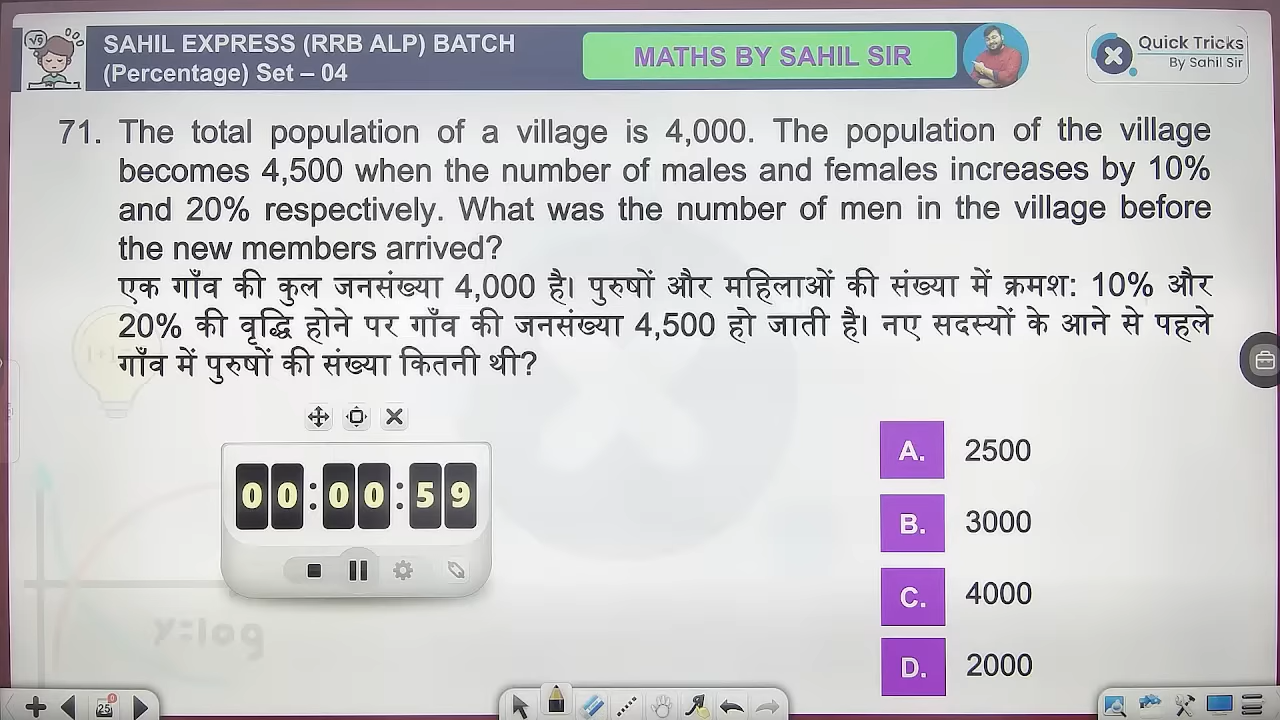 SAHIL EXPRESS (RRB ALP) BATCH
(Percentage) Set – 04
MATHS BY SAHIL SIR
Quick Tricks
By Sahil Sir
71. The total population of a village is 4,000. The population of the village
becomes 4,500 when the number of males and females increases by 10%
and 20% respectively. What was the number of men in the village before
the new members arrived?
एक गाँव की कुल जनसंख्या 4,000 है। पुरुषों और महिलाओं की संख्या में क्रमश: 10% और
20% की वृद्धि होने पर गाँव की जनसंख्या 4,500 हो जाती है। नए सदस्यों के आने से पहले
गाँव में पुरुषों की संख्या कितनी थी?
00:00:59
A. 2500
B. 3000
C. 4000
D. 2000
y=log
25